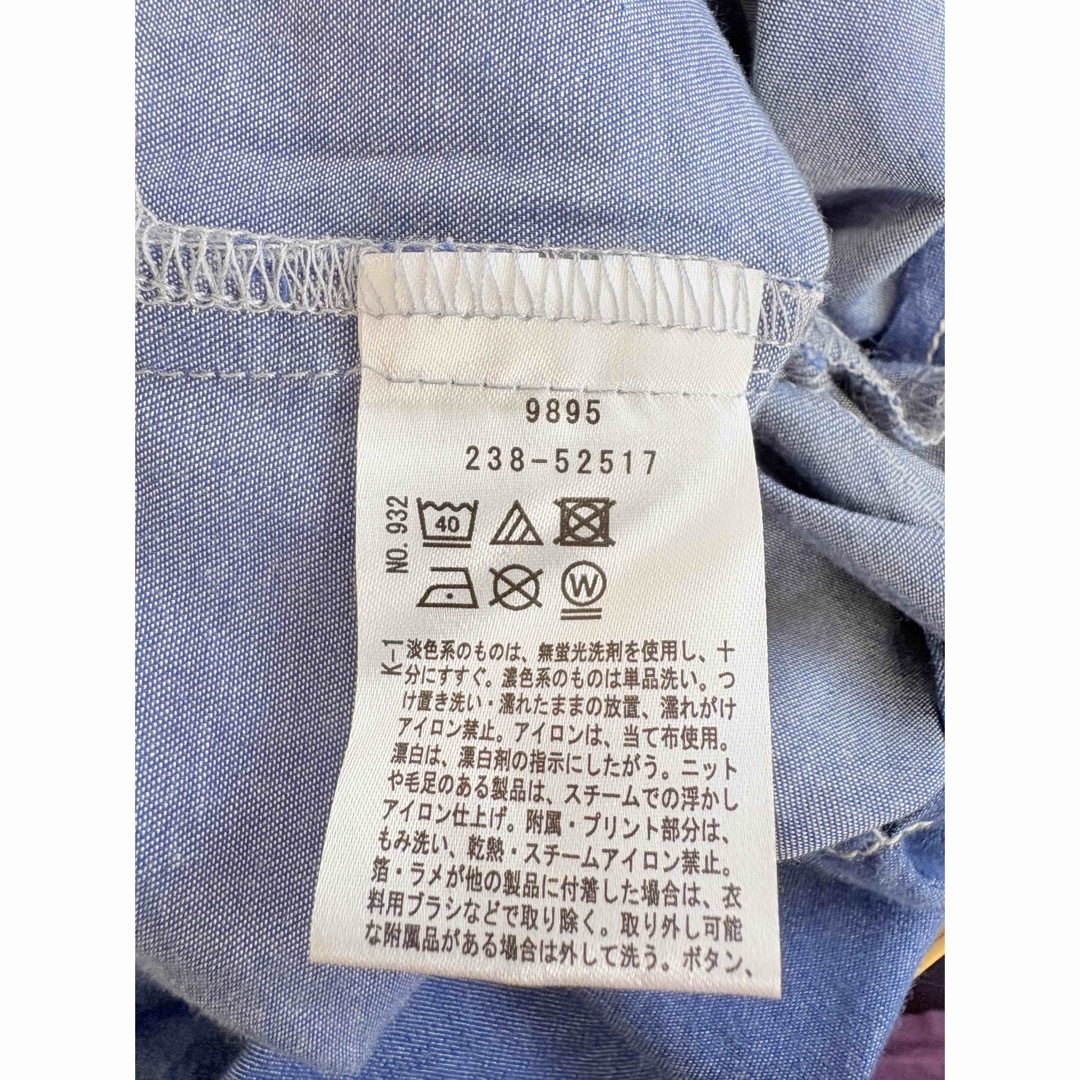 9895
238-52517
NO. 932
40
W
K-1
淡色系のものは、無蛍光洗剤を使用し、十
分にすすぐ。濃色系のものは単品洗い。つ
け置き洗い・濡れたままの放置、濡れがけ
アイロン禁止。アイロンは、当て布使用。
漂白は、漂白剤の指示にしたがう。ニット
や毛足のある製品は、スチームでの浮かし
アイロン仕上げ。附属・プリント部分は、
もみ洗い、乾熱・スチームアイロン禁止。
箔・ラメが他の製品に付着した場合は、衣
料用ブラシなどで取り除く。取り外し可能
な附属品がある場合は外して洗う。ボタン、